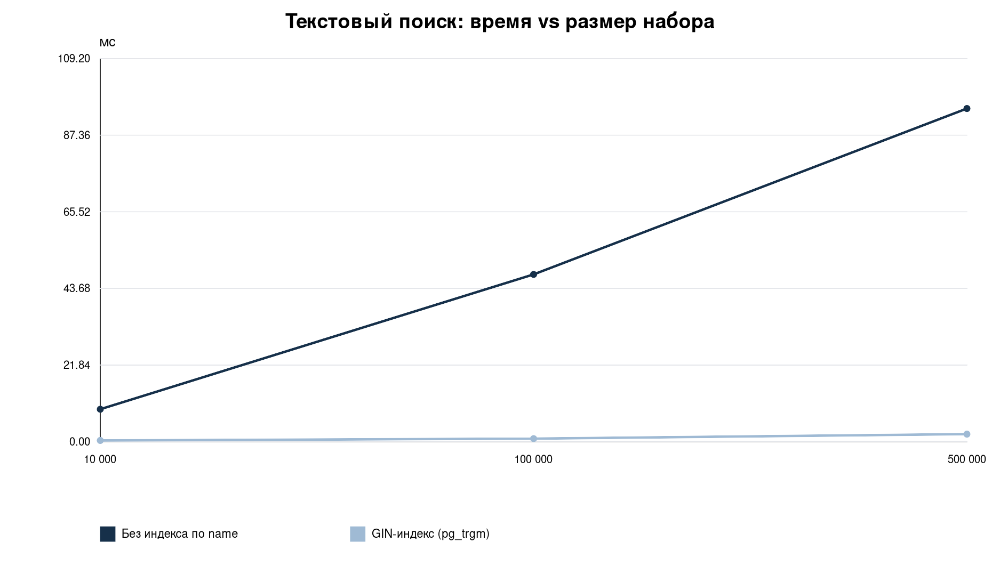 Текстовый поиск: время vs размер набора
мс
109.20
87.36
65.52
43.68
21.84
0.00
10 000 100 000 500 000
Без индекса по name GIN-индекс (pg_trgm)